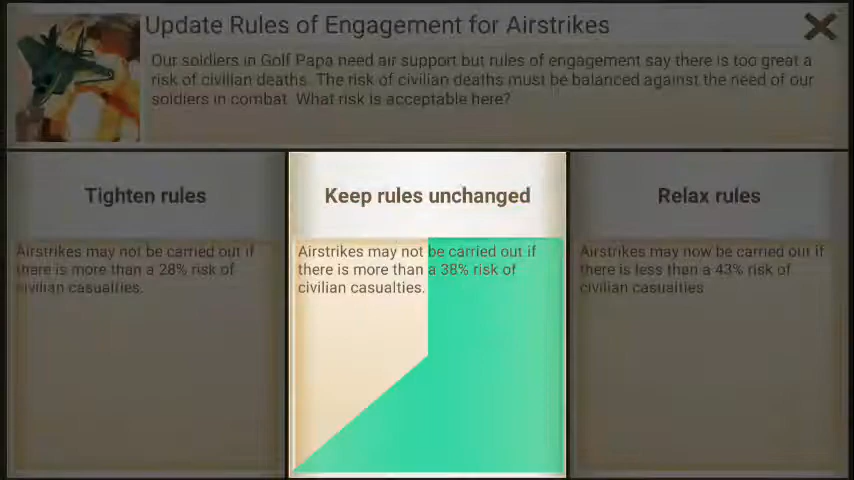 Update Rules of Engagement for Airstrikes
Our soldiers in Golf Papa need air support but rules of engagement say there is too great a
risk of civilian deaths. The risk of civilian deaths must be balanced against the need of our
soldiers in combat. What risk is acceptable here?
Tighten rules
Airstrikes may not be carried out if
there is more than a 28% risk of
civilian casualties.
Keep rules unchanged
Airstrikes may not be carried out if
there is more than a 38% risk of
civilian casualties.
Relax rules
Airstrikes may now be carried out if
there is less than a 43% risk of
civilian casualties